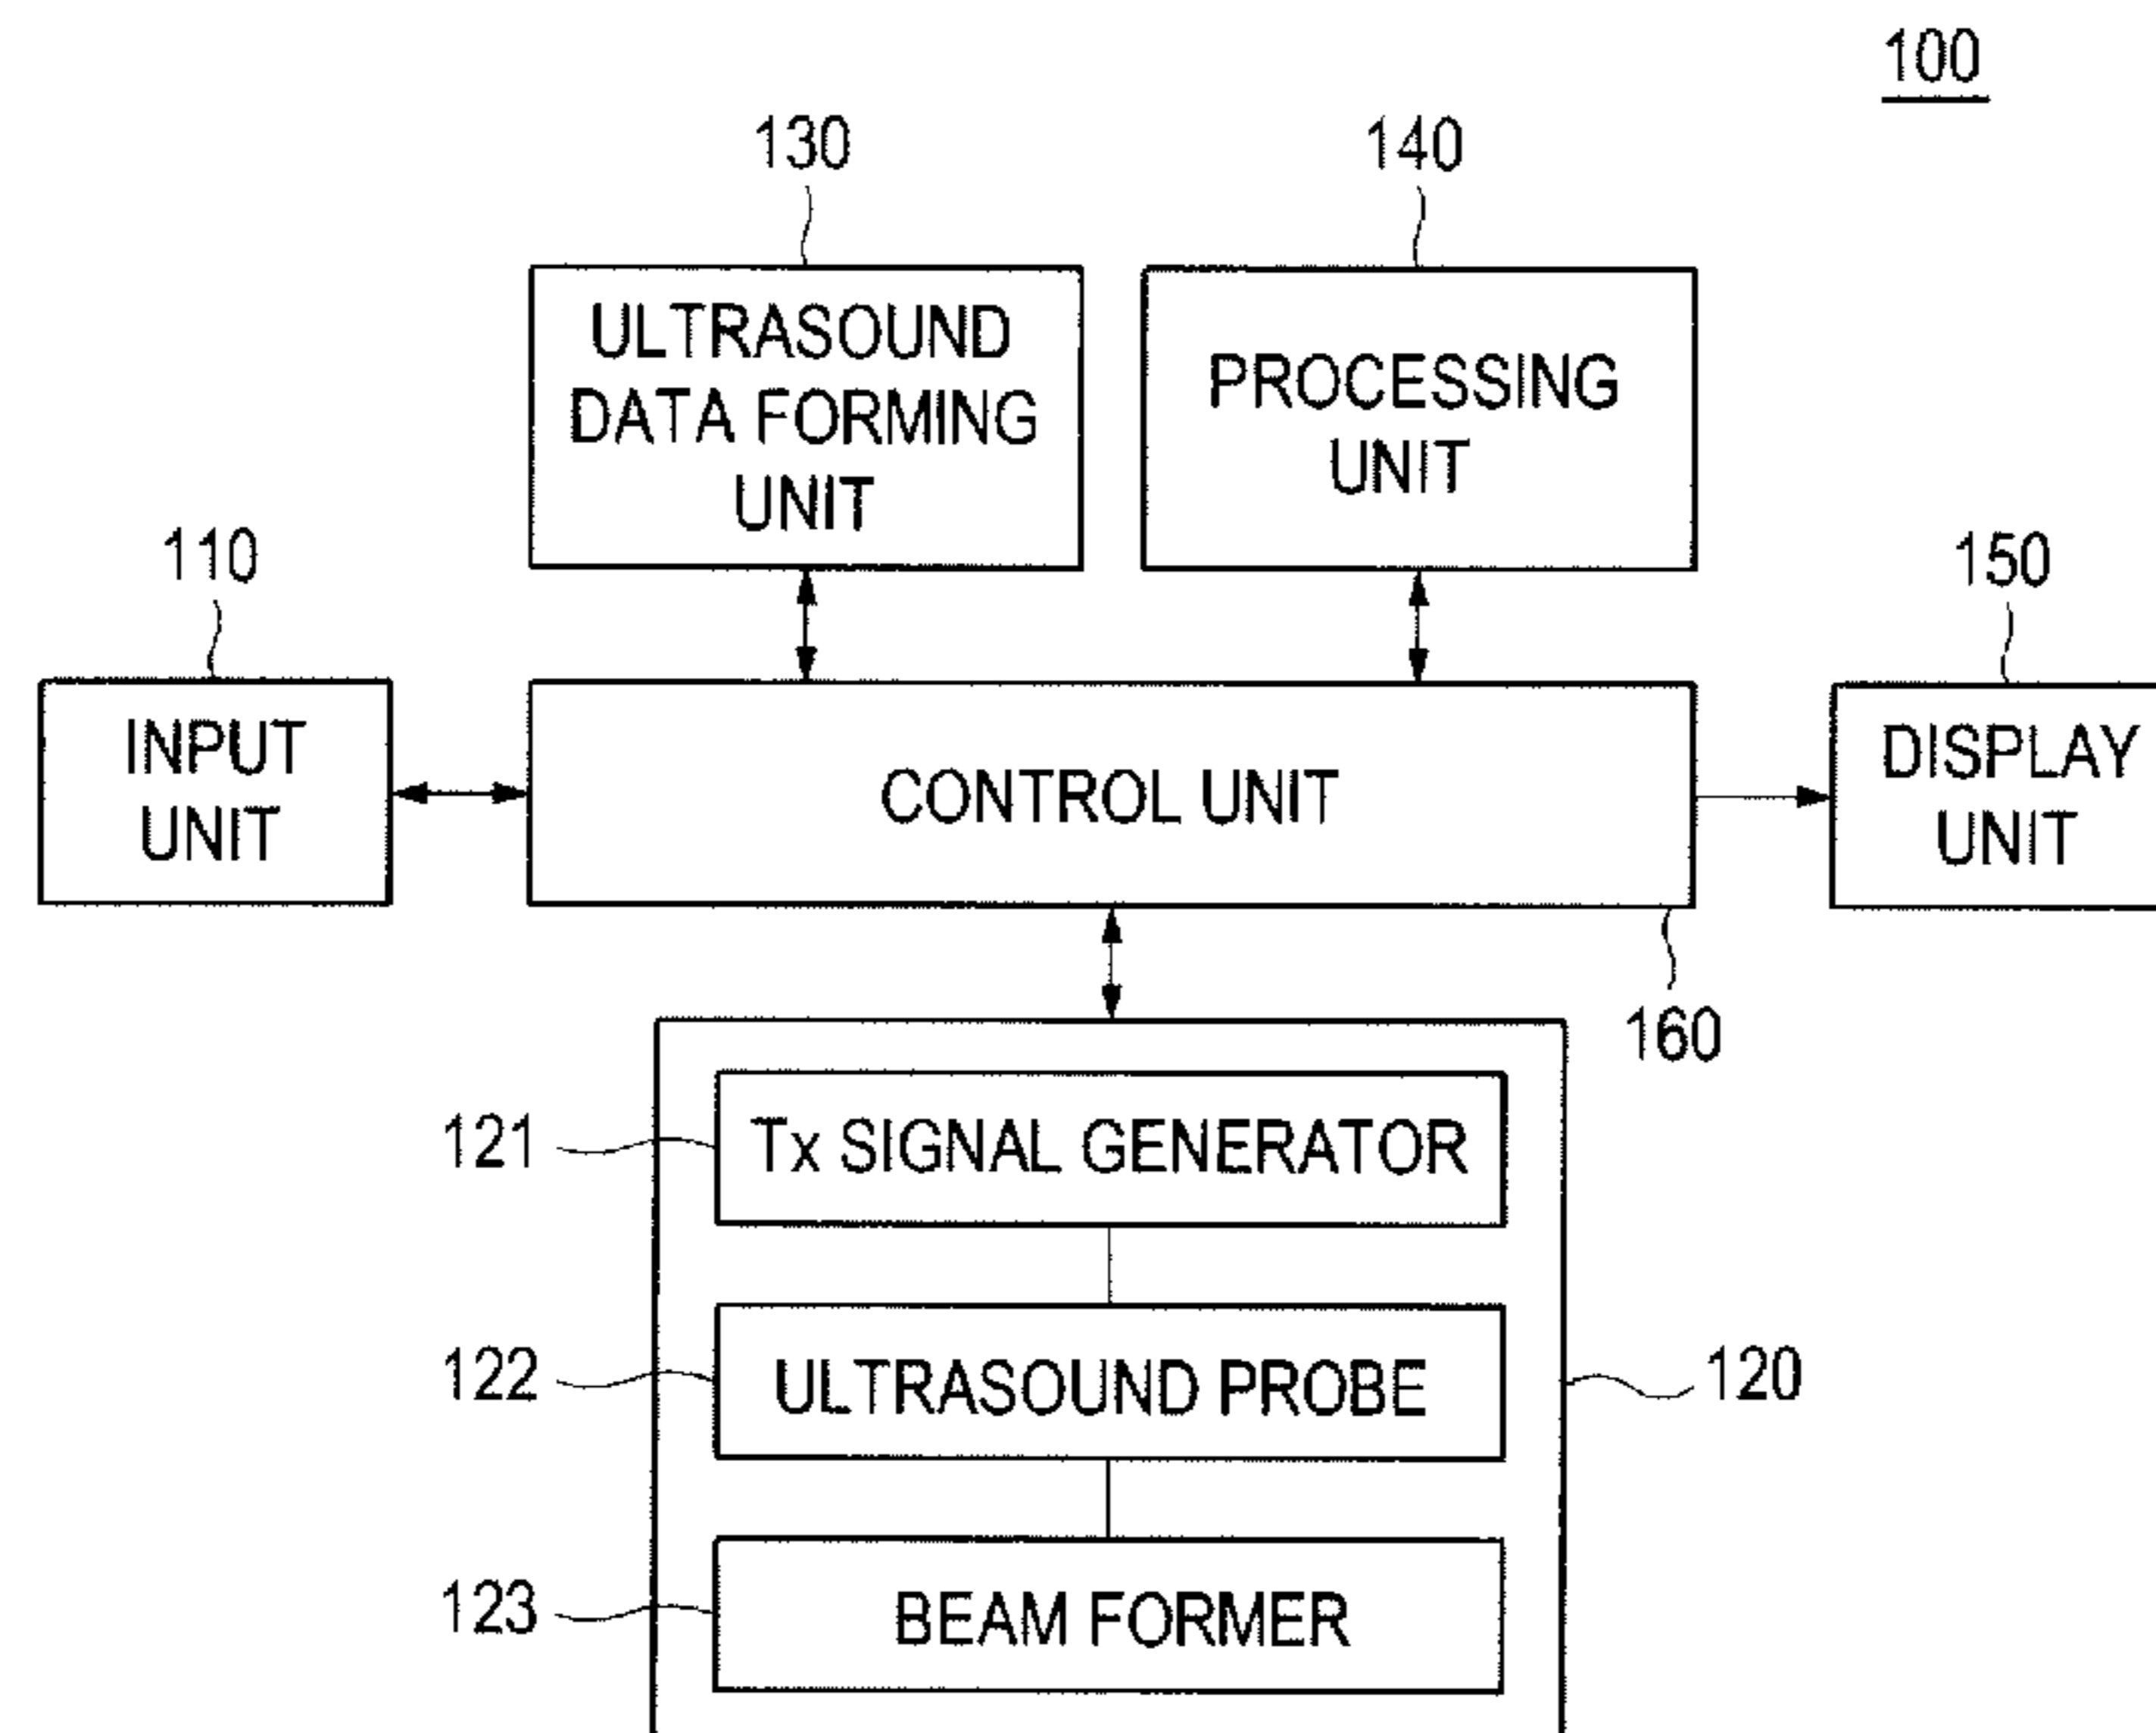 100
130
140
ULTRASOUND
DATA FORMING
UNIT
PROCESSING
UNIT
110
150
INPUT
UNIT
CONTROL UNIT
DISPLAY
UNIT
160
121
Tx SIGNAL GENERATOR
122
ULTRASOUND PROBE
120
123
BEAM FORMER